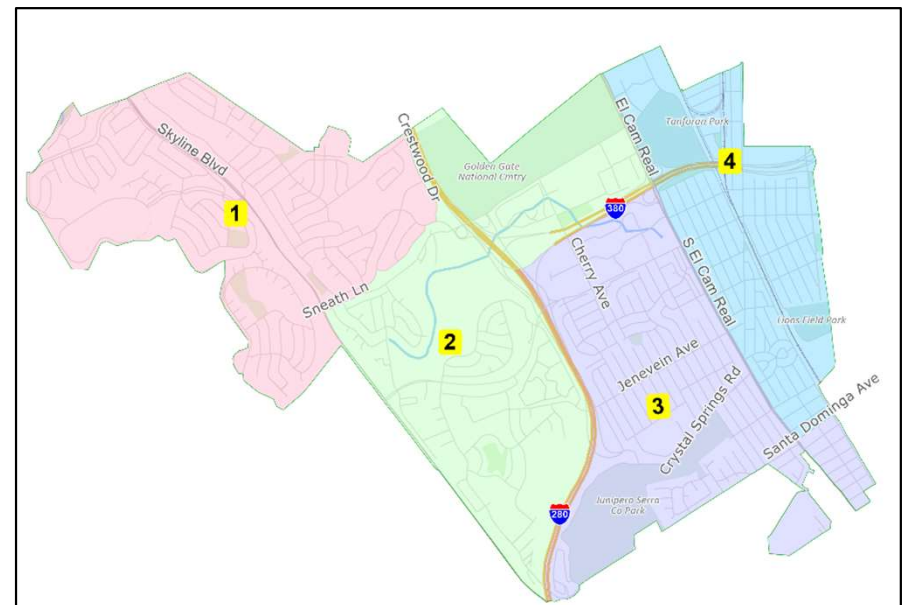 El Cam Real
Tanforan Park
Crestwood Dr
Skyline Blvd
Golden Gate
National Cmtry
4
1
380
Cherry Ave
S El Cam Real
Sneath Ln
Lions Field Park
2
Jenevein Ave
3
Crystal Springs Rd
Santa Dominga Ave
Junipero Serra
Co Park
280